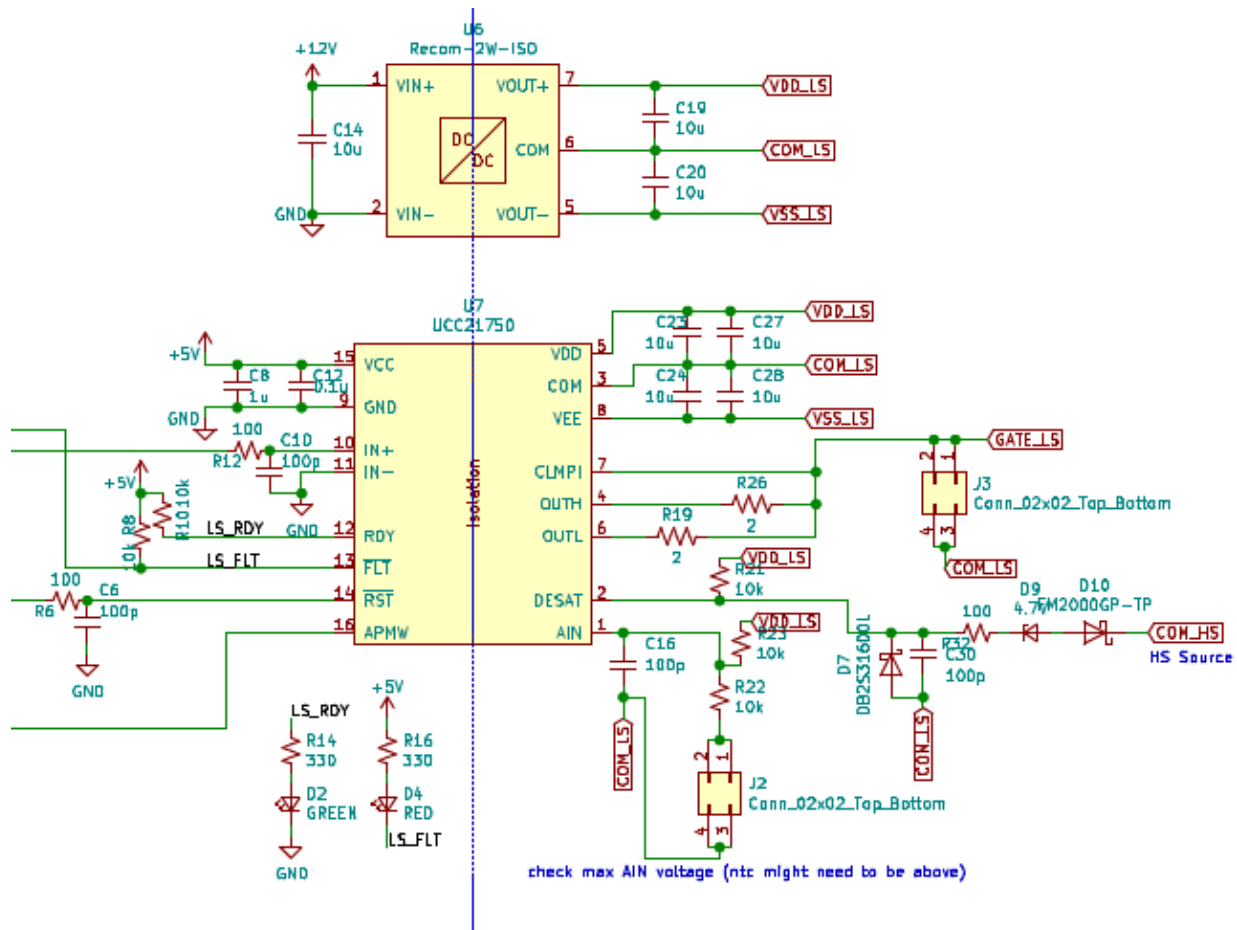 U6
Recom-2W-ISO
+12V
1 VIN+ VOUT+ 7 VDD_LS
C14
10u
C19
10u
DC
DC
COM 6 COM_LS
C20
10u
GND 2 VIN- VOUT- 5 VSS_LS
U7
UCC21750
+5V
15 VCC
VDD 5
C23
10u
C27
10u
VDD_LS
C8
1u
C12
0.1u
COM 3 COM_LS
C24
10u
C28
10u
GND
9 GND
VEE 8 VSS_LS
100
R12
C10
100p
10 IN+
11 IN-
GND
CLMPI 7
GATE_LS
2 1
J3
Conn_02x02_Top_Bottom
4 3
COM_LS
+5V
R8
10k
R10
10k
OUTH 4
R26
2
OUTL 6
R19
2
Isolation
LS_RDY 12 RDY
LS_FLT 13 FLT
VDD_LS
R21
10k
100
R6
C6
100p
14 RST
DESAT 2
GND
16 APMW
AIN 1
C16
100p
VDD_LS
R23
10k
R22
10k
COM_LS
D7
DB2S316D0L
C30
100p
100
R32
D9
4.7V
D10
FM2000GP-TP
COM_HS
HS Source
COM_LS
LS_RDY
R14
330
D2
GREEN
GND
+5V
R16
330
D4
RED
LS_FLT
2 1
J2
Conn_02x02_Top_Bottom
4 3
check max AIN voltage (ntc might need to be above)